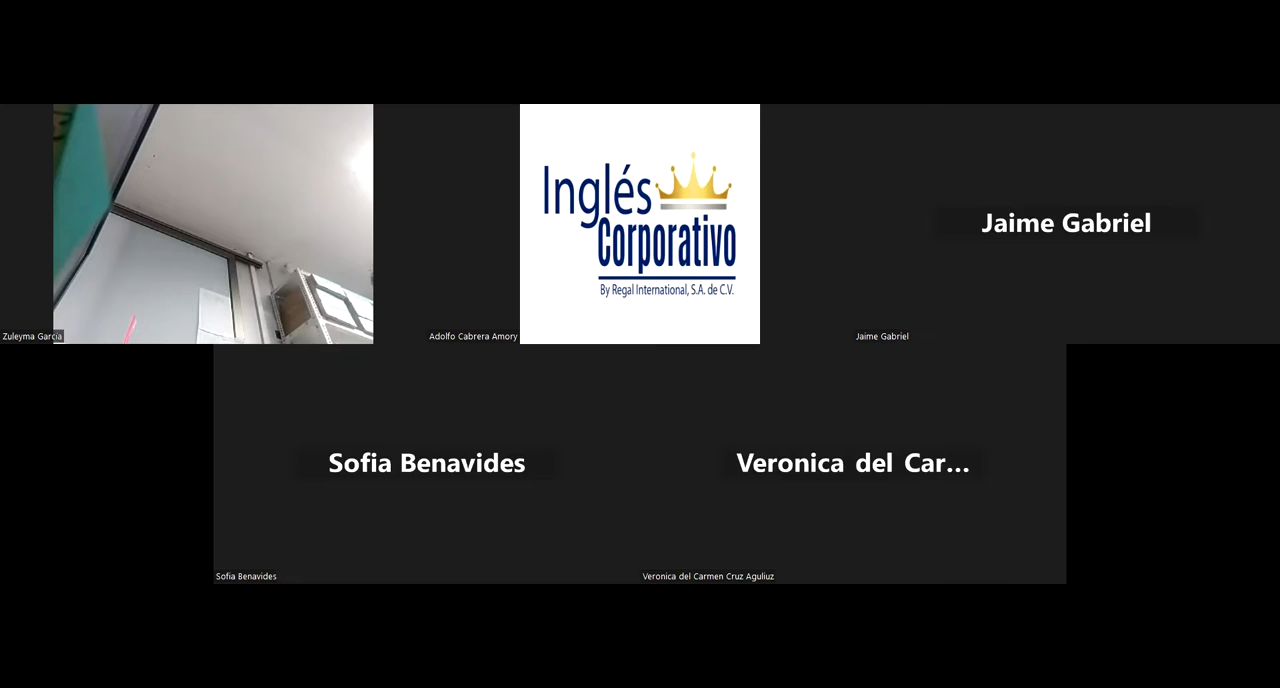 Inglés
Corporativo
By Regal International, S.A. de C.V.
Jaime Gabriel
Zuleyma García
Adolfo Cabrera Amory
Jaime Gabriel
Sofia Benavides
Veronica del Car...
Sofia Benavides
Veronica del Carmen Cruz Aguliuz